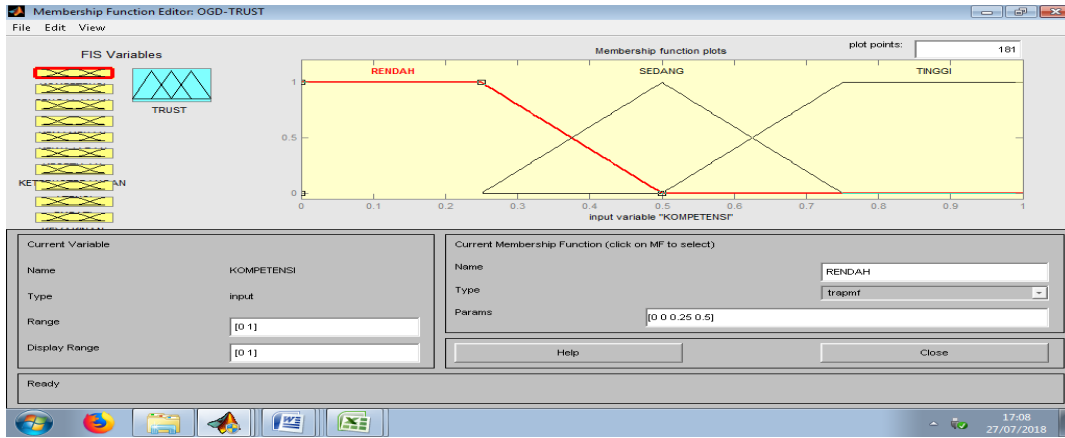 Membership Function Editor: OGD-TRUST
File Edit View
FIS Variables
TRUST
KET AN
Membership function plots
plot points:
181
RENDAH
SEDANG
TINGGI
1
0.5
0
0 0.1 0.2 0.3 0.4 0.5 0.6 0.7 0.8 0.9 1
input variable "KOMPETENSI"
Current Variable
Name KOMPETENSI
Type input
Range [0 1]
Display Range [0 1]
Current Membership Function (click on MF to select)
Name RENDAH
Type trapmf
Params [0 0 0.25 0.5]
Help
Close
Ready
17:08
27/07/2018